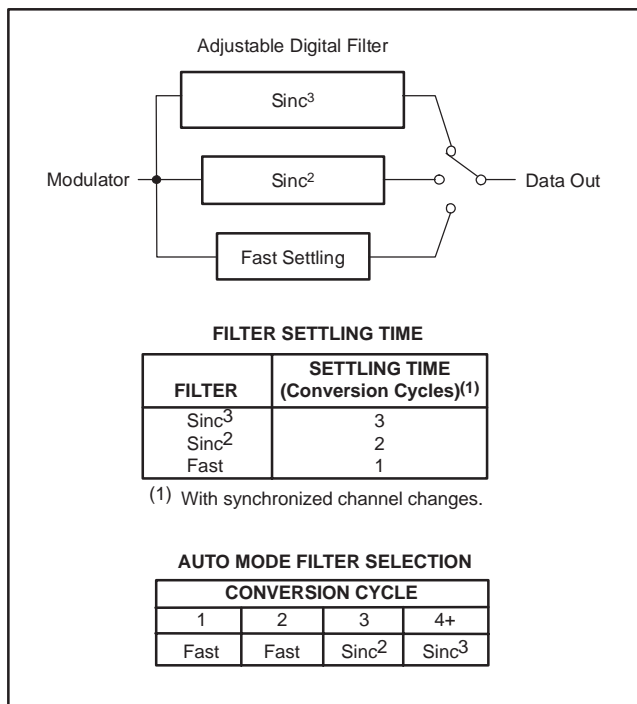 Adjustable Digital Filter
Sinc³
Modulator
Sinc²
Data Out
Fast Settling
FILTER SETTLING TIME
FILTER
SETTLING TIME
(Conversion Cycles)(1)
Sinc³ 3
Sinc² 2
Fast 1
(1) With synchronized channel changes.
AUTO MODE FILTER SELECTION
CONVERSION CYCLE
1 2 3 4+
Fast Fast Sinc² Sinc³